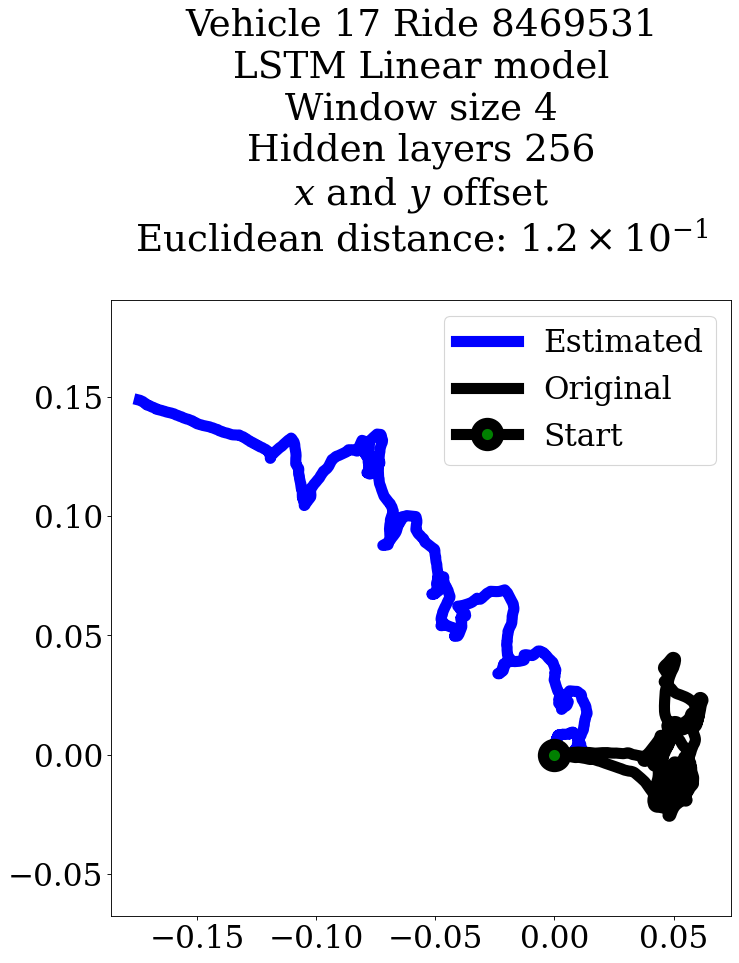 Vehicle 17 Ride 8469531
LSTM Linear model
Window size 4
Hidden layers 256
x and y offset
Euclidean distance: 1.2 × 10⁻¹
Estimated
Original
Start
0.15
0.10
0.05
0.00
−0.05
−0.15 −0.10 −0.05 0.00 0.05